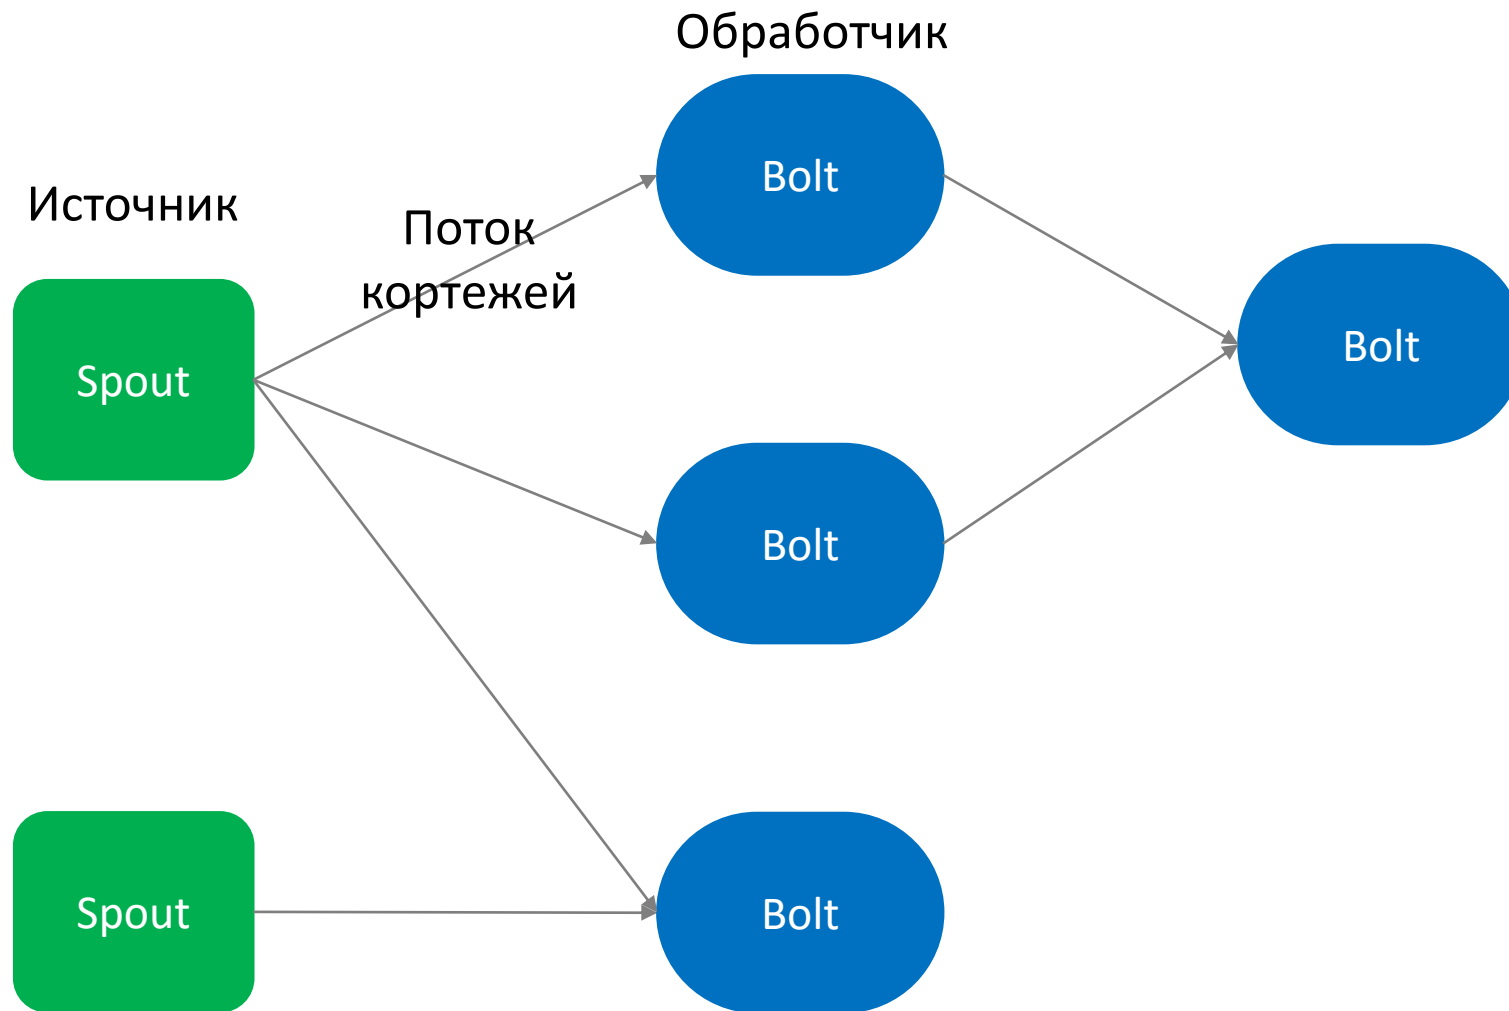 Обработчик
Bolt
Источник
Поток
кортежей
Spout
Bolt
Bolt
Spout
Bolt